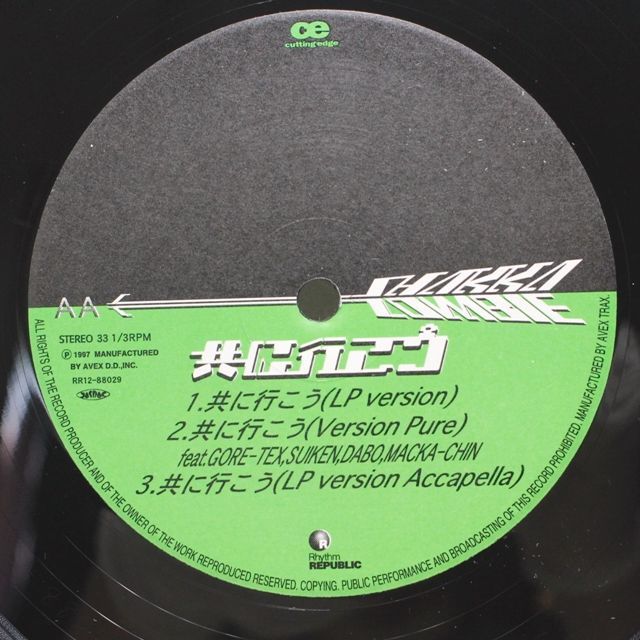 cutting edge
AA
SHAKKA
ZOMBIE
STEREO 33 1/3RPM
Ⓟ 1997 MANUFACTURED
BY AVEX D.D.,INC.
RR12-88029
共に行こう
1.共に行こう(LP version)
2.共に行こう(Version Pure)
feat.GORE-TEX,SUIKEN,DABO,MACKA-CHIN
3.共に行こう(LP version Accapella)
R
Rhythm
REPUBLIC
ALL RIGHTS OF THE RECORD PRODUCER AND OF THE OWNER OF THE WORK REPRODUCED RESERVED. COPYING. PUBLIC PERFORMANCE AND BROADCASTING OF THIS RECORD PROHIBITED. MANUFACTURED BY AVEX TRAX.